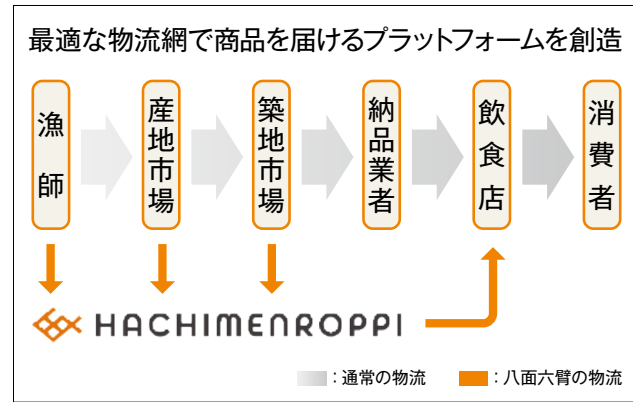 最適な物流網で商品を届けるプラットフォームを創造
漁師
産地市場
築地市場
納品業者
飲食店
消費者
HACHIMENROPPI
：通常の物流
：八面六臂の物流